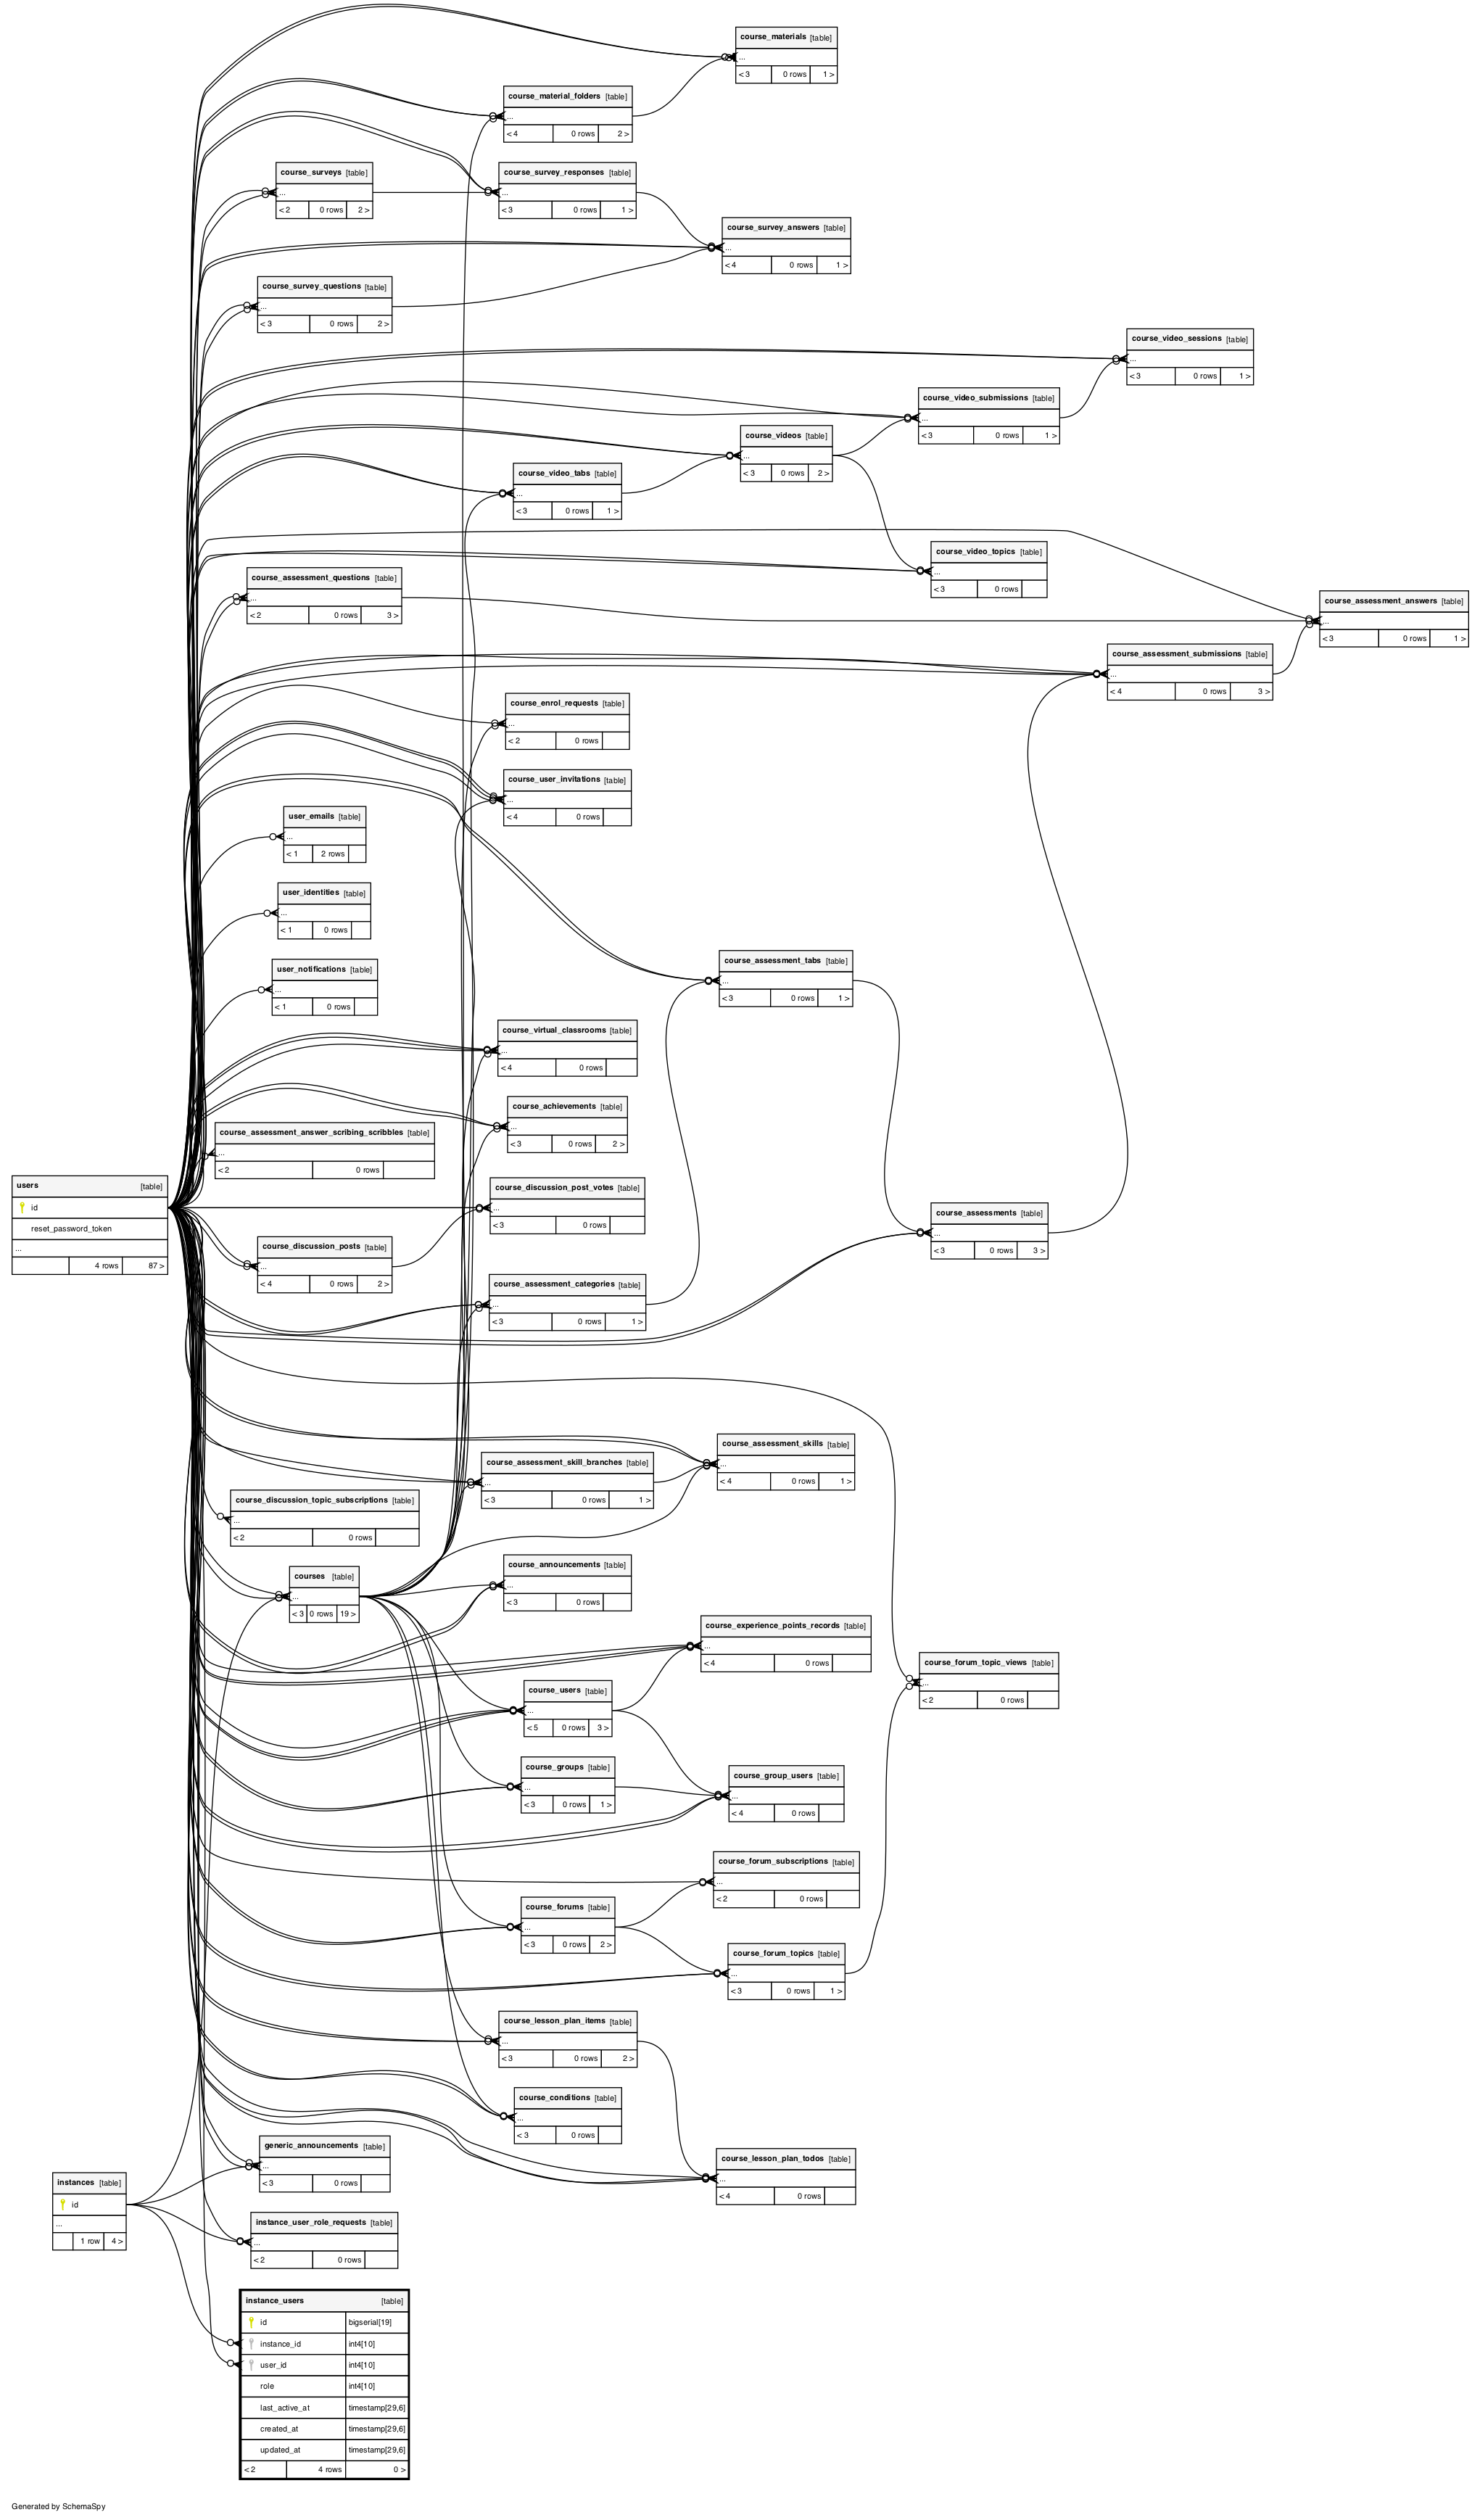 course_materials [table]
...
< 3 0 rows 1 >
course_material_folders [table]
...
< 4 0 rows 2 >
course_surveys [table]
...
< 2 0 rows 2 >
course_survey_responses [table]
...
< 3 0 rows 1 >
course_survey_answers [table]
...
< 4 0 rows 1 >
course_survey_questions [table]
...
< 3 0 rows 2 >
course_video_sessions [table]
...
< 3 0 rows 1 >
course_video_submissions [table]
...
< 3 0 rows 1 >
course_videos [table]
...
< 3 0 rows 2 >
course_video_tabs [table]
...
< 3 0 rows 1 >
course_video_topics [table]
...
< 3 0 rows
course_assessment_questions [table]
...
< 2 0 rows 3 >
course_assessment_answers [table]
...
< 3 0 rows 1 >
course_assessment_submissions [table]
...
< 4 0 rows 3 >
course_enrol_requests [table]
...
< 2 0 rows
course_user_invitations [table]
...
< 4 0 rows
user_emails [table]
...
< 1 2 rows
user_identities [table]
...
< 1 0 rows
course_assessment_tabs [table]
...
< 3 0 rows 1 >
user_notifications [table]
...
< 1 0 rows
course_virtual_classrooms [table]
...
< 4 0 rows
course_achievements [table]
...
< 3 0 rows 2 >
course_assessment_answer_scribing_scribbles [table]
...
< 2 0 rows
users [table]
id
reset_password_token
...
4 rows 87 >
course_discussion_post_votes [table]
...
< 3 0 rows
course_assessments [table]
...
< 3 0 rows 3 >
course_discussion_posts [table]
...
< 4 0 rows 2 >
course_assessment_categories [table]
...
< 3 0 rows 1 >
course_assessment_skills [table]
...
< 4 0 rows 1 >
course_assessment_skill_branches [table]
...
< 3 0 rows 1 >
course_discussion_topic_subscriptions [table]
...
< 2 0 rows
courses [table]
...
< 3 0 rows 19 >
course_announcements [table]
...
< 3 0 rows
course_experience_points_records [table]
...
< 4 0 rows
course_forum_topic_views [table]
...
< 2 0 rows
course_users [table]
...
< 5 0 rows 3 >
course_groups [table]
...
< 3 0 rows 1 >
course_group_users [table]
...
< 4 0 rows
course_forum_subscriptions [table]
...
< 2 0 rows
course_forums [table]
...
< 3 0 rows 2 >
course_forum_topics [table]
...
< 3 0 rows 1 >
course_lesson_plan_items [table]
...
< 3 0 rows 2 >
course_conditions [table]
...
< 3 0 rows
generic_announcements [table]
...
< 3 0 rows
course_lesson_plan_todos [table]
...
< 4 0 rows
instances [table]
id
...
1 row 4 >
instance_user_role_requests [table]
...
< 2 0 rows
instance_users [table]
id bigserial[19]
instance_id int4[10]
user_id int4[10]
role int4[10]
last_active_at timestamp[29,6]
created_at timestamp[29,6]
updated_at timestamp[29,6]
< 2 4 rows 0 >
Generated by SchemaSpy